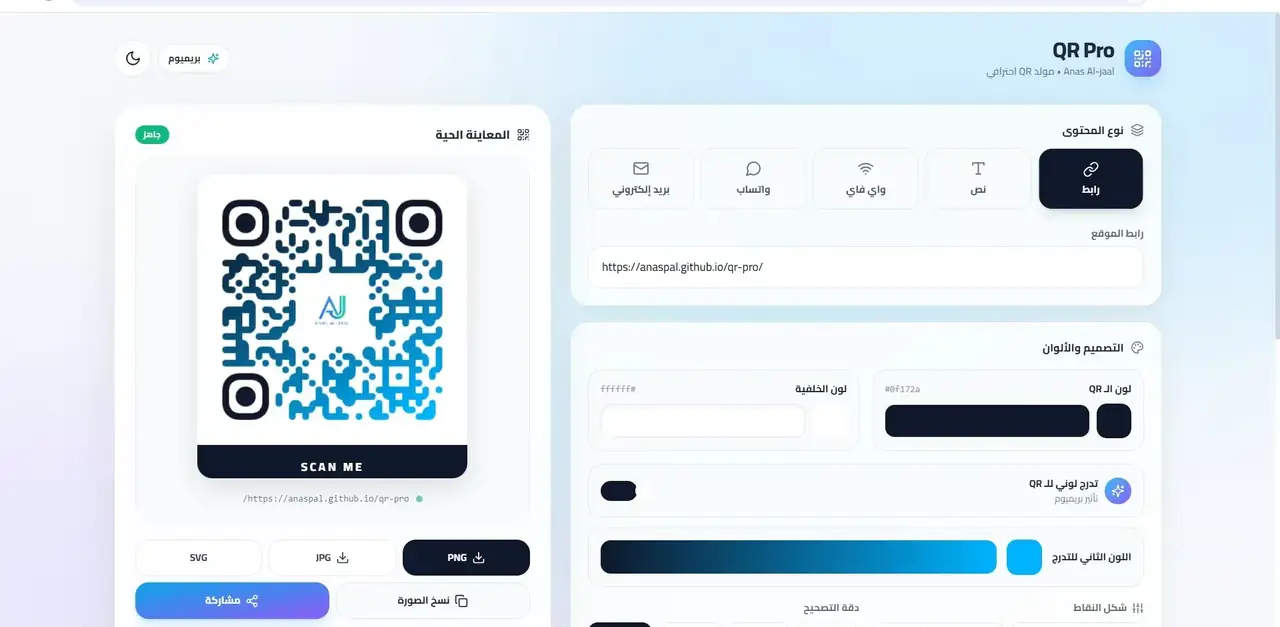 QR Pro
Anas Al-jaal • مولد QR احترافي
بريميوم
نوع المحتوى
رابط
نص
واي فاي
واتساب
بريد إلكتروني
رابط الموقع
https://anaspal.github.io/qr-pro/
التصميم والألوان
لون الـ QR
#0f172a
لون الخلفية
ffffff#
تدرج لوني للـ QR
تأثير بريميوم
اللون الثاني للتدرج
شكل النقاط
دقة التصحيح
المعاينة الحية
جاهز
AJ
SCAN ME
/https://anaspal.github.io/qr-pro
PNG
JPG
SVG
نسخ الصورة
مشاركة